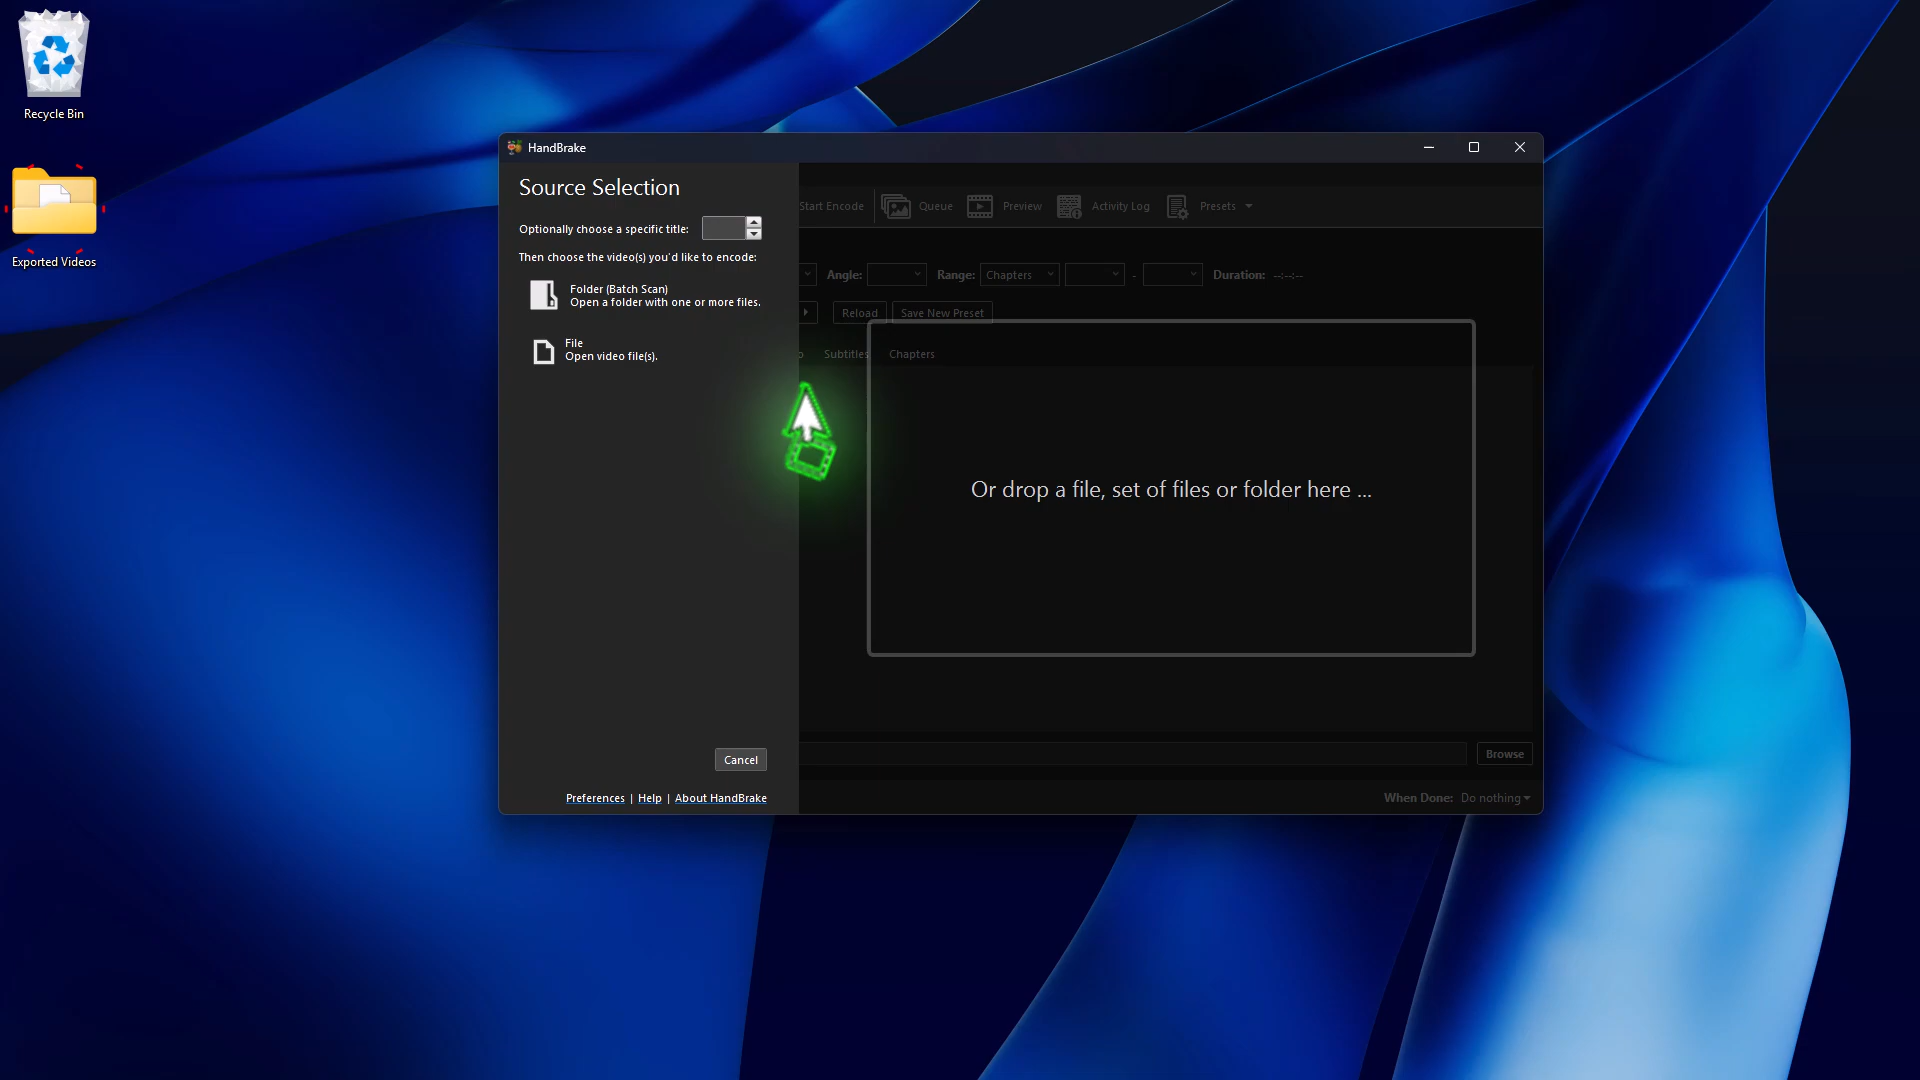 Recycle Bin
Exported Videos
HandBrake
Source Selection
Optionally choose a specific title:
Then choose the video(s) you'd like to encode:
Folder (Batch Scan)
Open a folder with one or more files.
File
Open video file(s).
Cancel
Preferences | Help | About HandBrake
Start Encode Queue Preview Activity Log Presets
Angle: Range: Chapters - Duration: --:--:--
Reload Save New Preset
Subtitles Chapters
Or drop a file, set of files or folder here ...
Browse
When Done: Do nothing